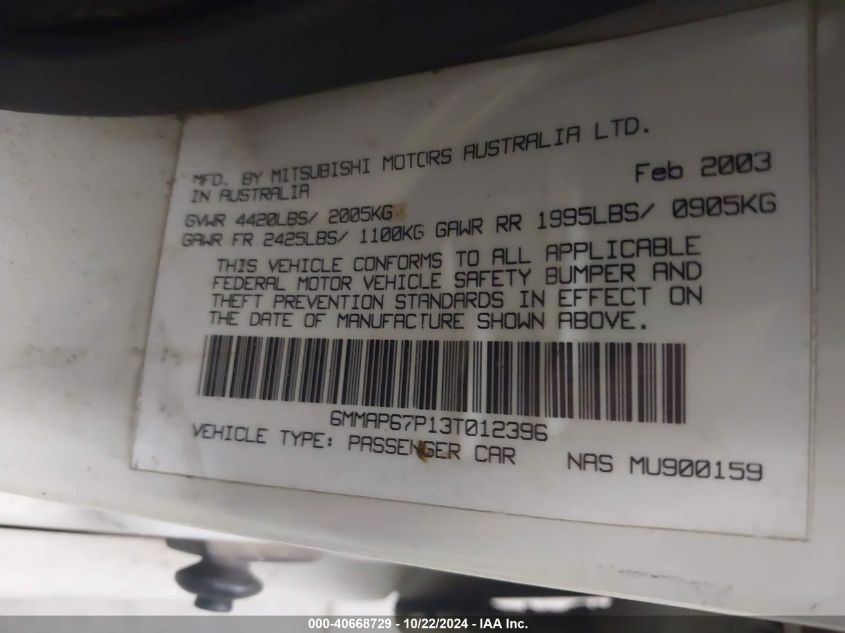 MFD. BY MITSUBISHI MOTORS AUSTRALIA LTD.
IN AUSTRALIA Feb 2003
GVWR 4420LBS/ 2005KG
GAWR FR 2425LBS/ 1100KG GAWR RR 1995LBS/ 0905KG
THIS VEHICLE CONFORMS TO ALL APPLICABLE
FEDERAL MOTOR VEHICLE SAFETY BUMPER AND
THEFT PREVENTION STANDARDS IN EFFECT ON
THE DATE OF MANUFACTURE SHOWN ABOVE.
6MMAP67P13T012396
VEHICLE TYPE: PASSENGER CAR NAS MU900159
000-40668729 - 10/22/2024 - IAA Inc.